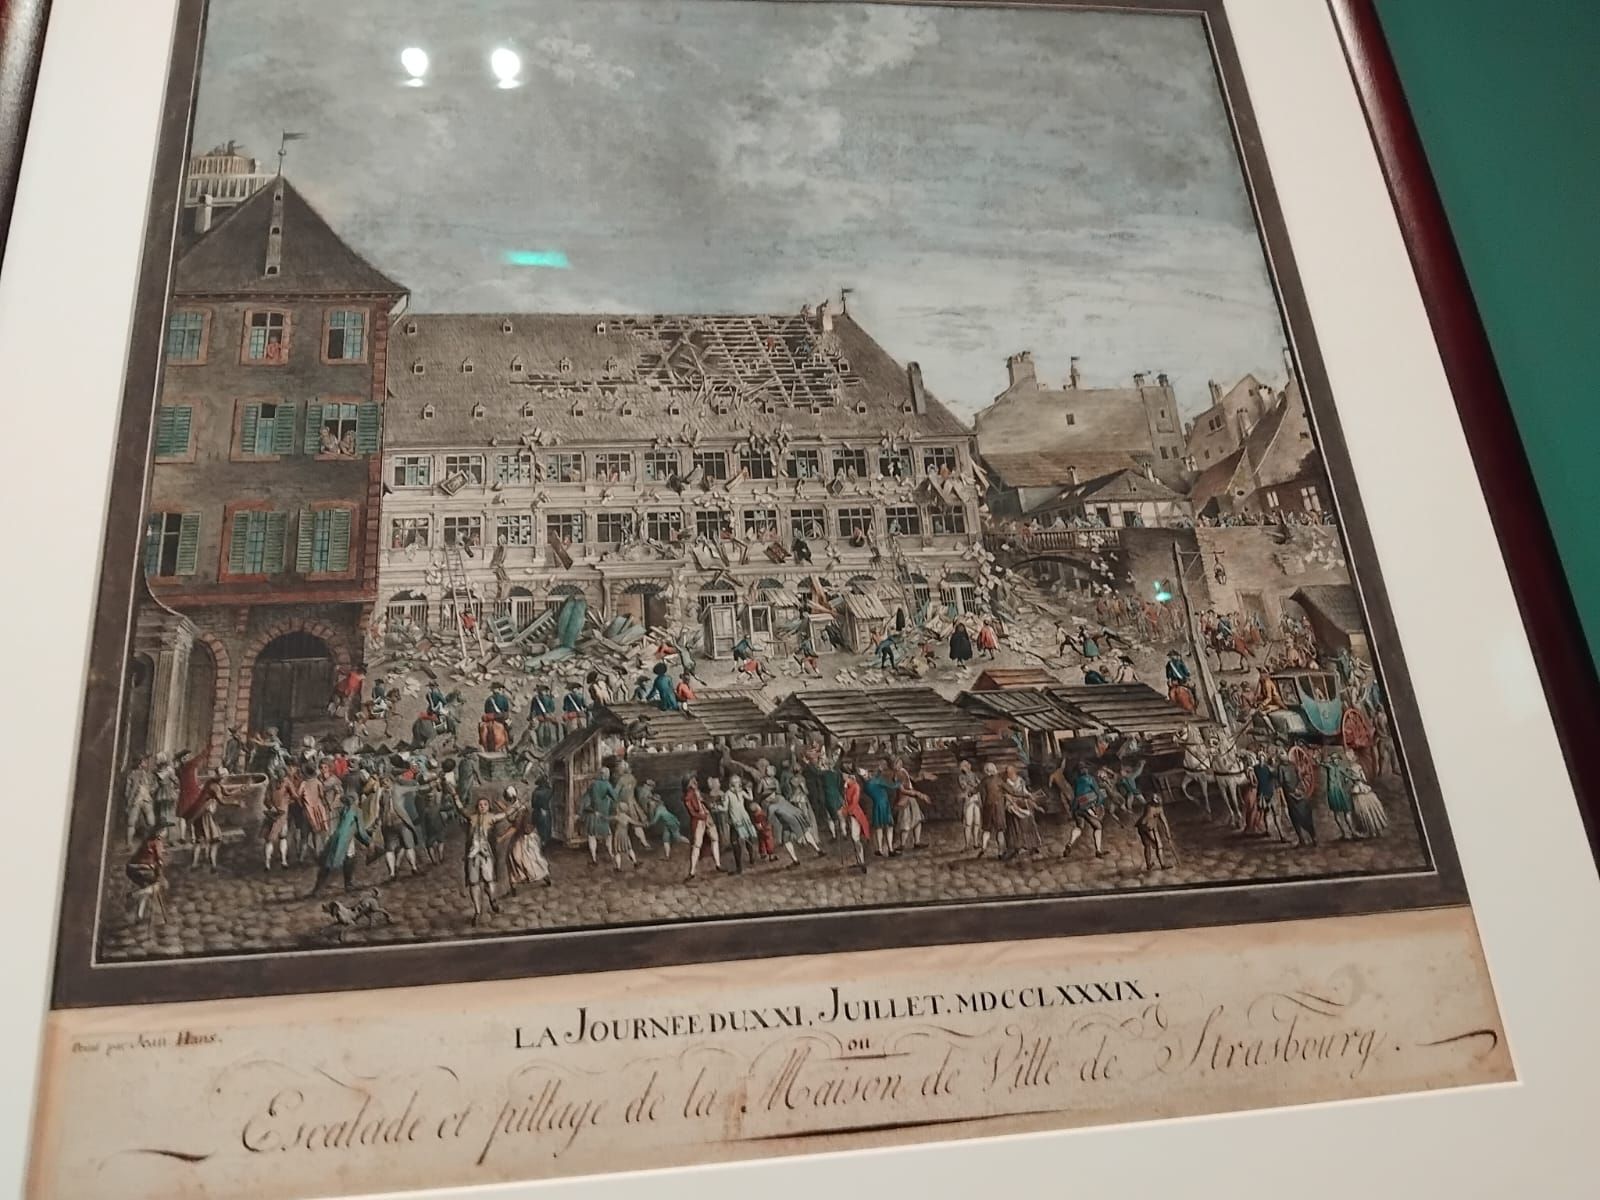 LA JOURNEE DU XXI. JUILLET. MDCCLXXXIX.
ou
Peint par Jean Hans.
Escalade et pillage de la Maison de Ville de Strasbourg.